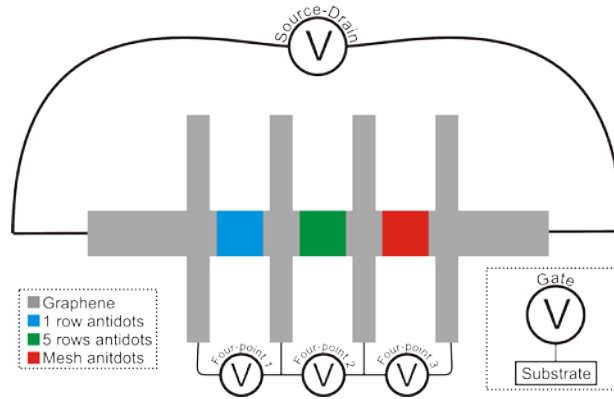 Source-Drain
V
Graphene
1 row antidots
5 rows antidots
Mesh anitdots
Four-point 1
V
Four-point 2
V
Four-point 3
V
Gate
V
Substrate